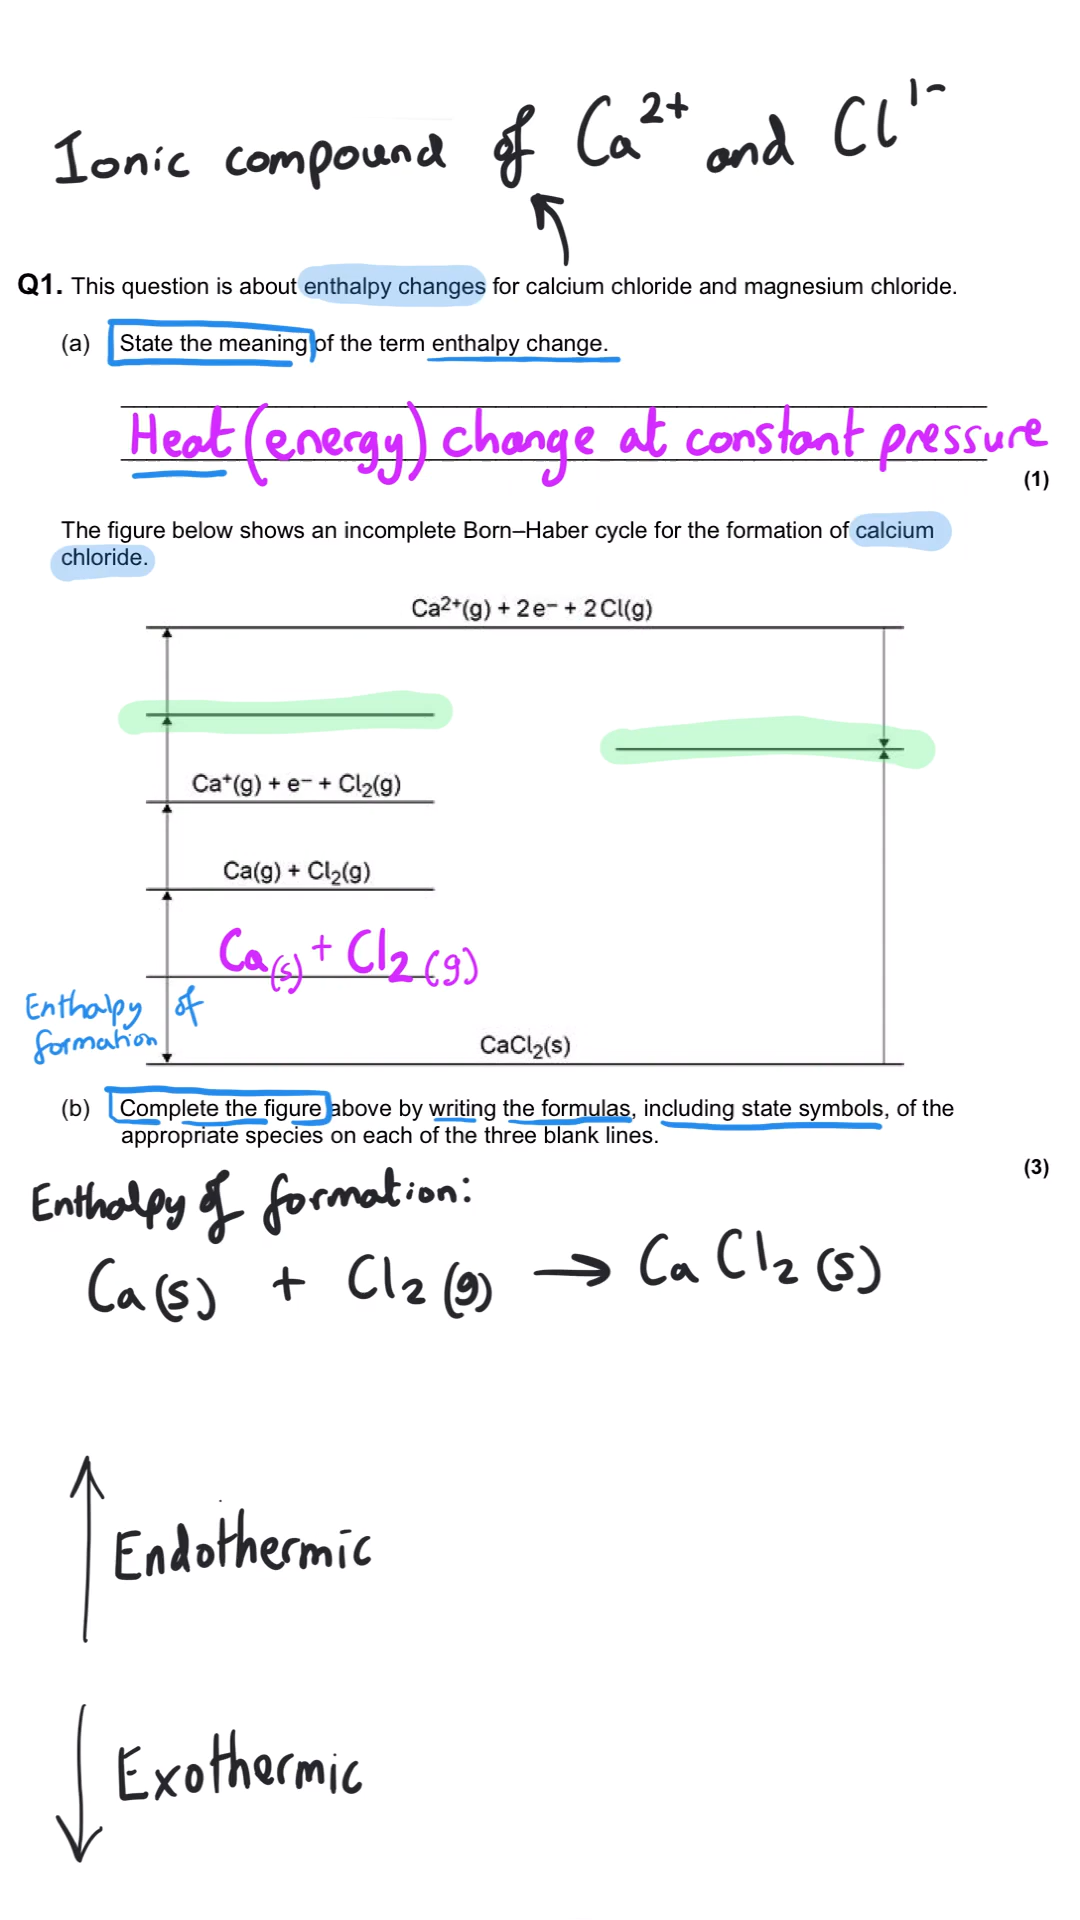 Ionic compound of Ca²⁺ and Cl¹⁻
Q1. This question is about enthalpy changes for calcium chloride and magnesium chloride.
(a) State the meaning of the term enthalpy change.
Heat (energy) change at constant pressure
(1)
The figure below shows an incomplete Born–Haber cycle for the formation of calcium
chloride.
Ca²⁺(g) + 2e⁻ + 2Cl(g)
Ca⁺(g) + e⁻ + Cl₂(g)
Ca(g) + Cl₂(g)
Ca(s) + Cl₂(g)
Enthalpy of
formation
CaCl₂(s)
(b) Complete the figure above by writing the formulas, including state symbols, of the
appropriate species on each of the three blank lines.
(3)
Enthalpy of formation:
Ca(s) + Cl₂(g) → CaCl₂(s)
Endothermic
Exothermic